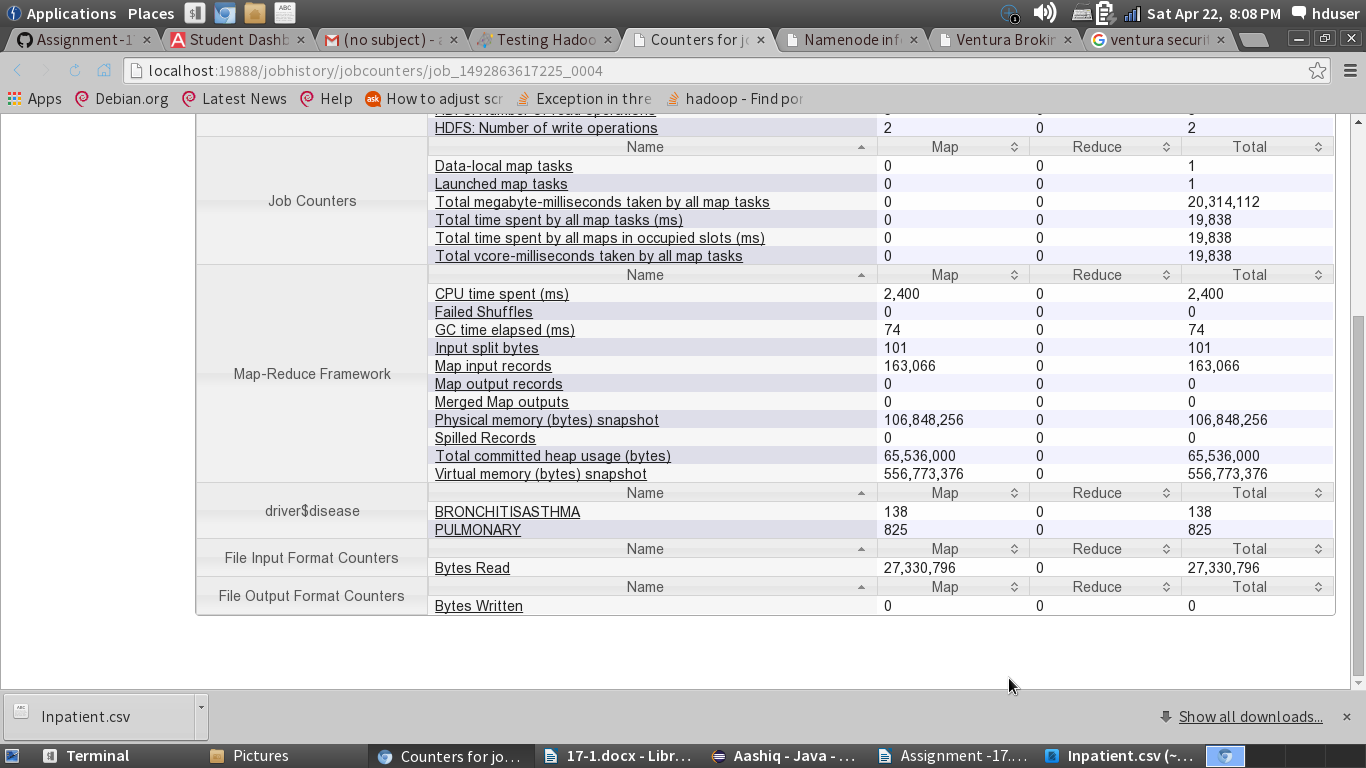 Applications Places Sat Apr 22, 8:08 PM hduser
Assignment-1 Student Dashb (no subject) - a Testing Hadoo Counters for jo Namenode inf Ventura Brokin ventura securi
localhost:19888/jobhistory/jobcounters/job_1492863617225_0004
Apps Debian.org Latest News Help How to adjust scr Exception in thre hadoop - Find por
HDFS: Number of write operations 2 0 2
Name Map Reduce Total
Job Counters
Data-local map tasks 0 0 1
Launched map tasks 0 0 1
Total megabyte-milliseconds taken by all map tasks 0 0 20,314,112
Total time spent by all map tasks (ms) 0 0 19,838
Total time spent by all maps in occupied slots (ms) 0 0 19,838
Total vcore-milliseconds taken by all map tasks 0 0 19,838
Name Map Reduce Total
Map-Reduce Framework
CPU time spent (ms) 2,400 0 2,400
Failed Shuffles 0 0 0
GC time elapsed (ms) 74 0 74
Input split bytes 101 0 101
Map input records 163,066 0 163,066
Map output records 0 0 0
Merged Map outputs 0 0 0
Physical memory (bytes) snapshot 106,848,256 0 106,848,256
Spilled Records 0 0 0
Total committed heap usage (bytes) 65,536,000 0 65,536,000
Virtual memory (bytes) snapshot 556,773,376 0 556,773,376
Name Map Reduce Total
driver$disease
BRONCHITISASTHMA 138 0 138
PULMONARY 825 0 825
Name Map Reduce Total
File Input Format Counters
Bytes Read 27,330,796 0 27,330,796
Name Map Reduce Total
File Output Format Counters
Bytes Written 0 0 0
Inpatient.csv Show all downloads...
Terminal Pictures Counters for jo... 17-1.docx - Libr... Aashiq - Java - ... Assignment -17.... Inpatient.csv (~...